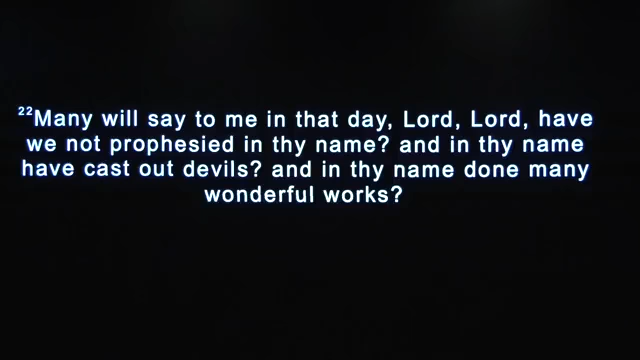 22Many will say to me in that day, Lord, Lord, have
we not prophesied in thy name? and in thy name
have cast out devils? and in thy name done many
wonderful works?